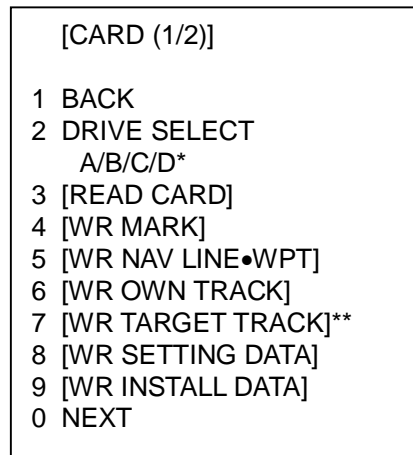 [CARD (1/2)]
1 BACK
2 DRIVE SELECT
A/B/C/D*
3 [READ CARD]
4 [WR MARK]
5 [WR NAV LINE•WPT]
6 [WR OWN TRACK]
7 [WR TARGET TRACK]**
8 [WR SETTING DATA]
9 [WR INSTALL DATA]
0 NEXT